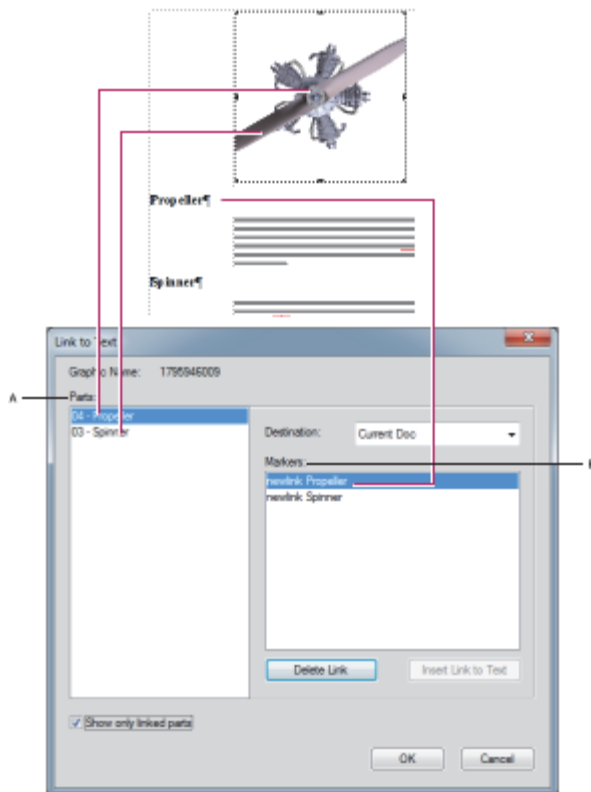 Propeller¶
Spinner¶
Link to Text
Graphic Name: 1795946009
A
Parts:
04 - Propeller
03 - Spinner
Destination: Current Doc
Markers:
newlink Propeller
newlink Spinner
Delete Link
Insert Link to Text
Show only linked parts
OK
Cancel